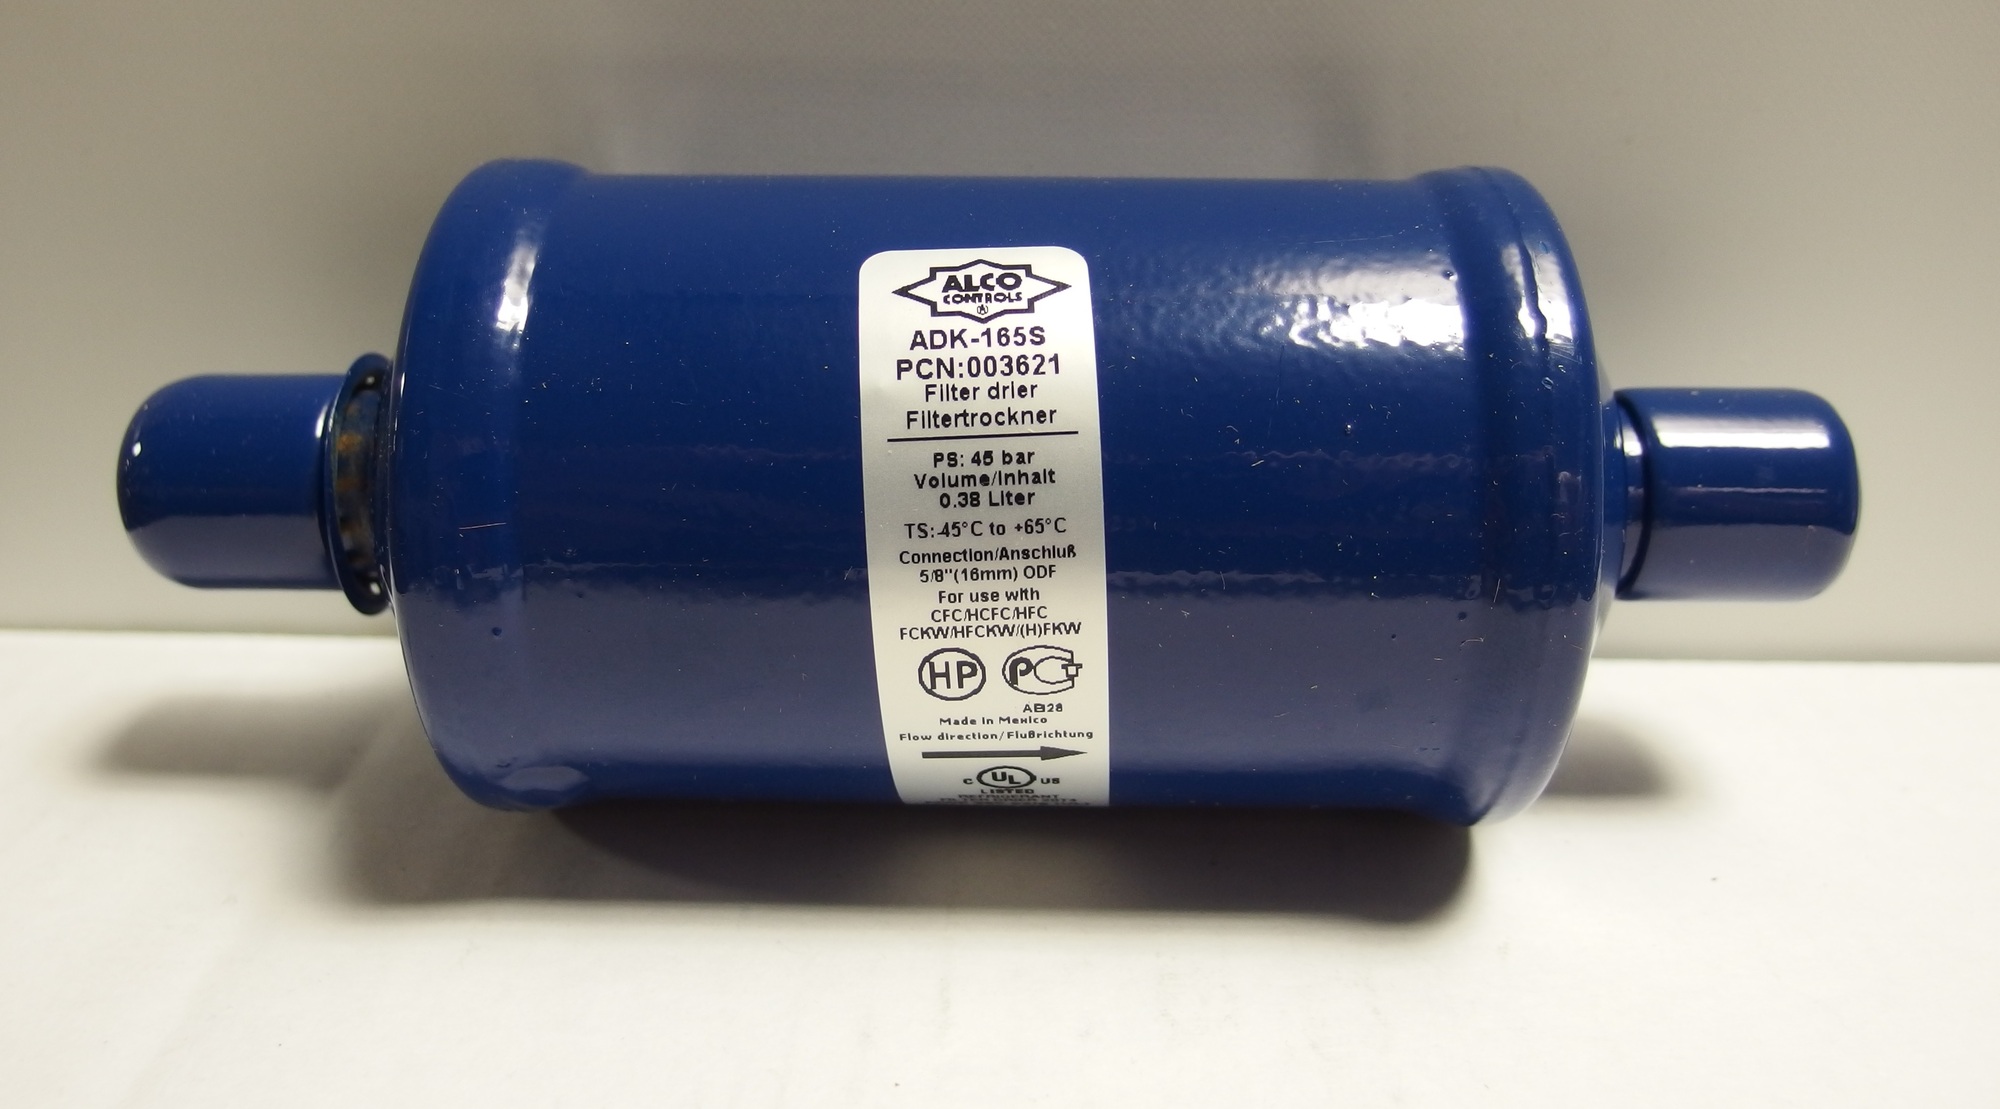 ALCO
CONTROLS
ADK-165S
PCN:003621
Filter drier
Filtertrockner
PS: 45 bar
Volume/Inhalt
0.38 Liter
TS:-45°C to +65°C
Connection/Anschluß
5/8"(16mm) ODF
For use with
CFC/HCFC/HFC
FCKW/HFCKW/(H)FKW
HP
PCT
Made in Mexico
Flow direction/Flußrichtung
C UL US
LISTED
REFRIGERANT